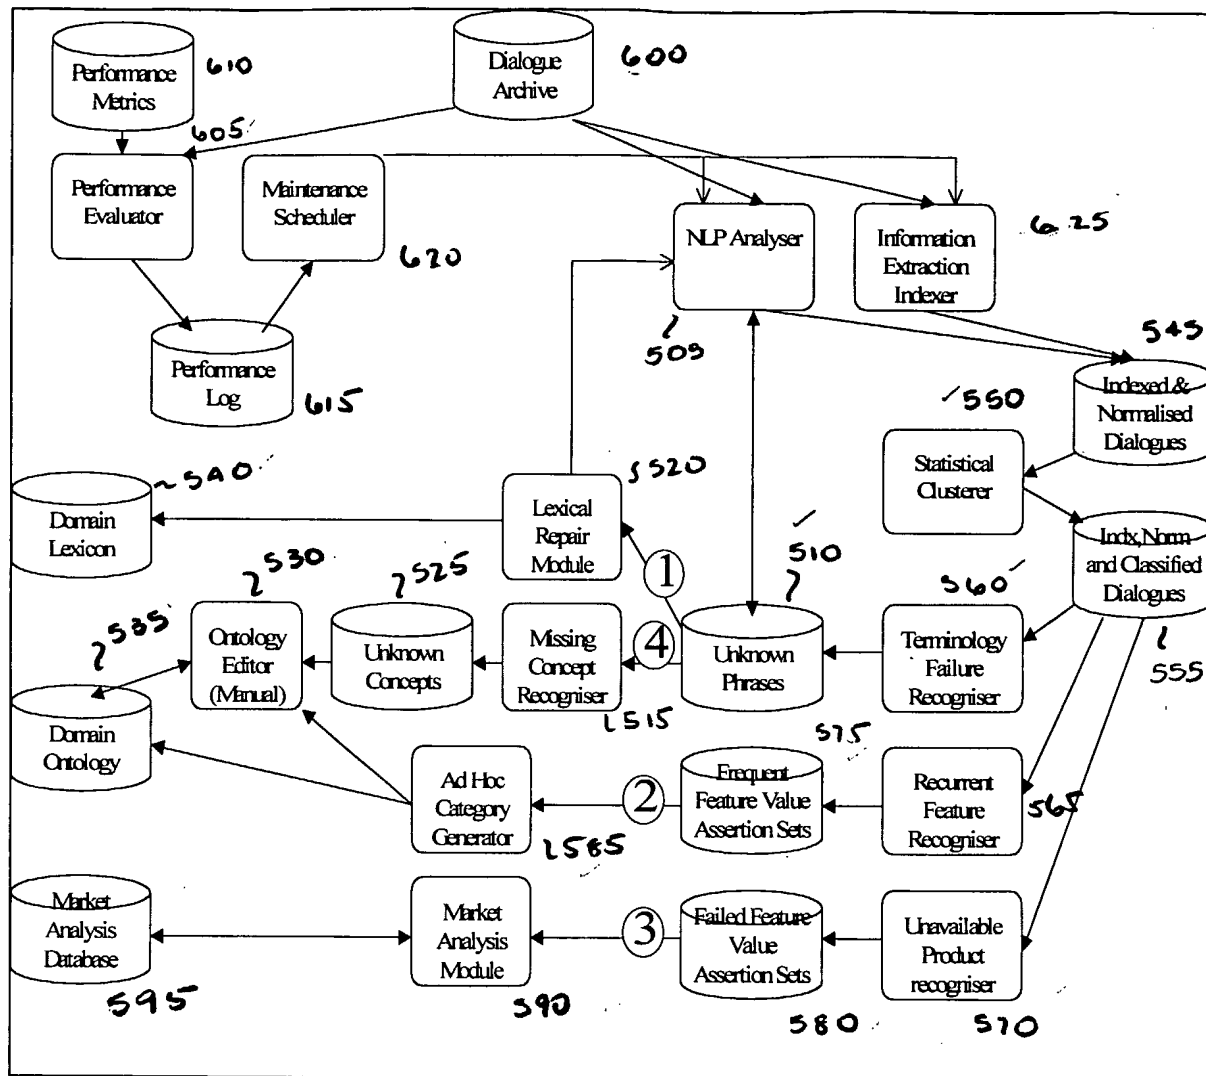 Performance
Metrics
610
Dialogue
Archive
600
605
Performance
Evaluator
Maintenance
Scheduler
620
NLP Analyser
Information
Extraction
Indexer
625
505
545
Performance
Log
615
Indexed &
Normalised
Dialogues
550
Statistical
Clusterer
540
Domain
Lexicon
520
Lexical
Repair
Module
1
510
Indx, Norm
and Classified
Dialogues
555
560
530
525
535
Ontology
Editor
(Manual)
Unknown
Concepts
Missing
Concept
Recogniser
515
4
Unknown
Phrases
Terminology
Failure
Recogniser
Domain
Ontology
575
Ad Hoc
Category
Generator
585
2
Frequent
Feature Value
Assertion Sets
Recurrent
Feature
Recogniser
565
Market
Analysis
Database
595
Market
Analysis
Module
590
3
Failed Feature
Value
Assertion Sets
580
Unavailable
Product
recogniser
570